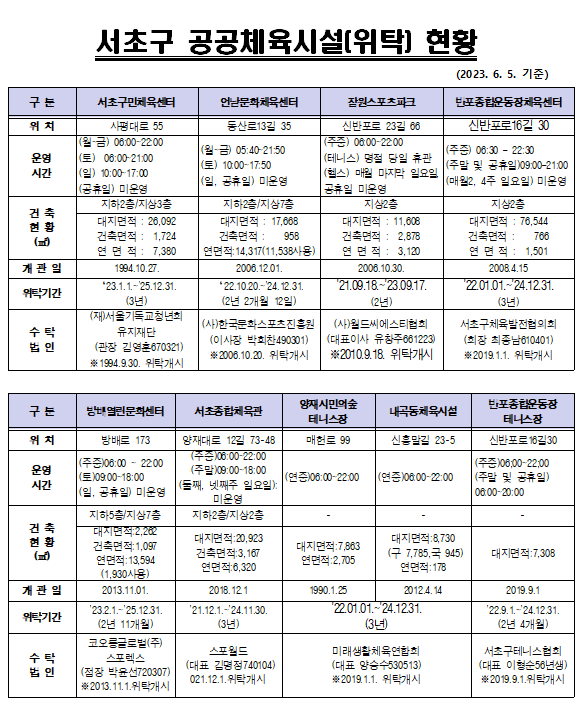 서초구 공공체육시설(위탁) 현황
(2023. 6. 5. 기준)
구 분 서초구민체육센터 언남문화체육센터 잠원스포츠파크 반포종합운동장체육센터
위 치 사평대로 55 동산로13길 35 신반포로 23길 66 신반포로16길 30
운영 시간
(월-금) 06:00-22:00
(토) 06:00-21:00
(일) 10:00-17:00
(공휴일) 미운영
(월-금) 05:40-21:50
(토) 10:00-17:50
(일, 공휴일) 미운영
(주중) 06:00-22:00
(테니스) 명절 당일 휴관
(헬스) 매월 마지막 일요일
공휴일 미운영
(주중) 06:30 - 22:30
(주말 및 공휴일)09:00-21:00
(매월2, 4주 일요일) 미운영
건 축 현 황 (㎡)
지하2층/지상3층 지하2층/지상7층 지상2층 지상2층
대지면적 : 26,092
건축면적 : 1,724
연 면 적 : 7,380
대지면적 : 17,668
건축면적 : 958
연면적:14,317(11,538사용)
대지면적 : 11,608
건축면적 : 2,878
연 면 적 : 3,120
대지면적 : 76,544
건축면적 : 766
연 면 적 : 1,501
개 관 일 1994.10.27. 2006.12.01. 2006.10.30. 2008.4.15
위탁기간
‘23.1.1.~’25.12.31.
(3년)
‘22.10.20.~’24.12.31.
(2년 2개월 12일)
’21.09.18.~’23.09.17.
(2년)
’22.01.01.~’24.12.31.
(3년)
수 탁 법 인
(재)서울기독교청년회
유지재단
(관장 김영훈670321)
※1994.9.30. 위탁개시
(사)한국문화스포츠진흥원
(이사장 박희찬490301)
※2006.10.20. 위탁개시
(사)월드씨에스티협회
(대표이사 유창주661223)
※2010.9.18. 위탁개시
서초구체육발전협의회
(회장 최종남610401)
※2019.1.1. 위탁개시
구 분 방배열린문화센터 서초종합체육관 양재시민의숲 테니스장 내곡동체육시설 반포종합운동장 테니스장
위 치 방배로 173 양재대로 12길 73-48 매헌로 99 신흥말길 23-5 신반포로16길30
운영 시간
(주중)06:00 ~ 22:00
(토)09:00-18:00
(일, 공휴일) 미운영
(주중)06:00-22:00
(주말)09:00-18:00
(둘째, 넷째주 일요일):
미운영
(연중)06:00-22:00
(연중)06:00-22:00
(주중)06:00-22:00
(주말 및 공휴일)
06:00-20:00
건 축 현 황 (㎡)
지하5층/지상7층 지하2층/지상2층 - - -
대지면적:2,262
건축면적:1,097
연면적:13,594
(1,930사용)
대지면적:20,923
건축면적:3,167
연면적:6,320
대지면적:7,863
연면적:2,705
대지면적:8,730
(구 7,785,국 945)
연면적:178
대지면적:7,308
개 관 일 2013.11.01. 2018.12.1 1990.1.25 2012.4.14 2019.9.1
위탁기간
‘23.2.1.~’25.12.31.
(2년 11개월)
’21.12.1.~’24.11.30.
(3년)
’22.01.01.~’24.12.31.
(3년)
’22.9.1.~’24.12.31.
(2년 4개월)
수 탁 법 인
코오롱글로벌(주)
스포렉스
(점장 박윤선720307)
※2013.11.1.위탁개시
스포월드
(대표 김명정740104)
021.12.1.위탁개시
미래생활체육연합회
(대표 양승수530513)
※2019.1.1. 위탁개시
서초구테니스협회
(대표 이형순56년생)
※2019.9.1.위탁개시